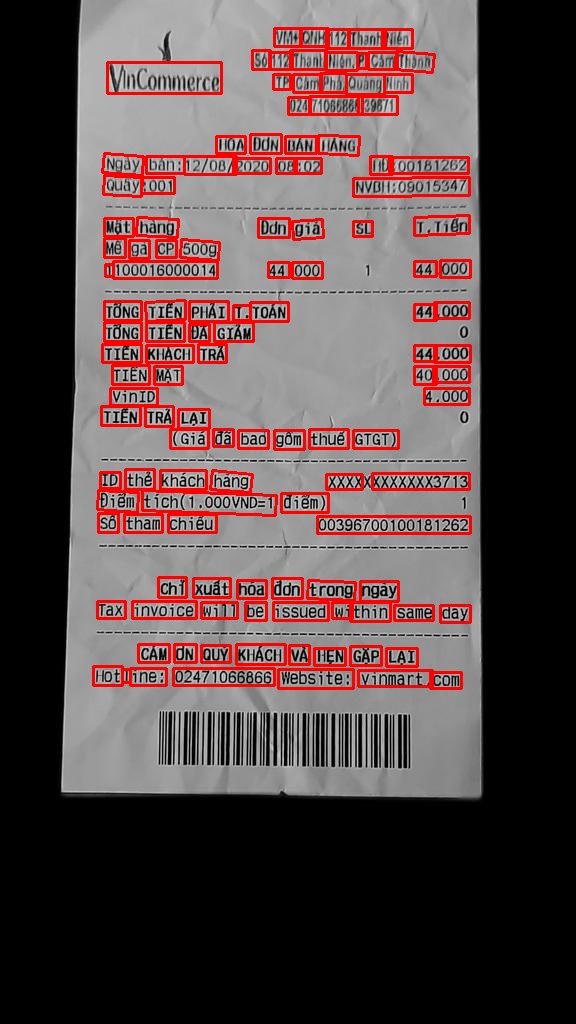 VinCommerce
VM+ QNH 112 Thanh Niên
Số 112 Thanh Niên, P. Cẩm Thành
TP. Cẩm Phả, Quảng Ninh
HÓA ĐƠN BÁN HÀNG
Ngày bán:12/08/2020 08:02 HĐ:00181262
Quầy:001 NVBH:09015347
Mặt hàng Đơn giá SL T.Tiền
Mề gà CP 500g
100016000014 44.000 1 44.000
TỔNG TIỀN PHẢI T.TOÁN 44.000
TỔNG TIỀN ĐÃ GIẢM 0
TIỀN KHÁCH TRẢ 44.000
TIỀN MẶT 40.000
VinID 4.000
TIỀN TRẢ LẠI 0
(Giá đã bao gồm thuế GTGT)
ID thẻ khách hàng XXXXXXXXXXXX3713
Điểm tích(1.000VND=1 điểm) 1
Số tham chiếu 00396700100181262
Chỉ xuất hóa đơn trong ngày
Tax invoice will be issued within same day
CẢM ƠN QUÝ KHÁCH VÀ HẸN GẶP LẠI
Hotline: 02471066866 Website: vinmart.com